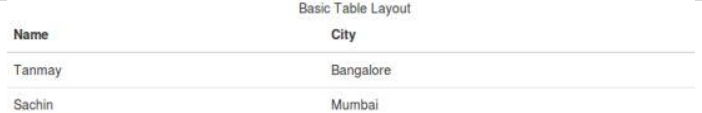 Basic Table Layout
Name City
Tanmay Bangalore
Sachin Mumbai